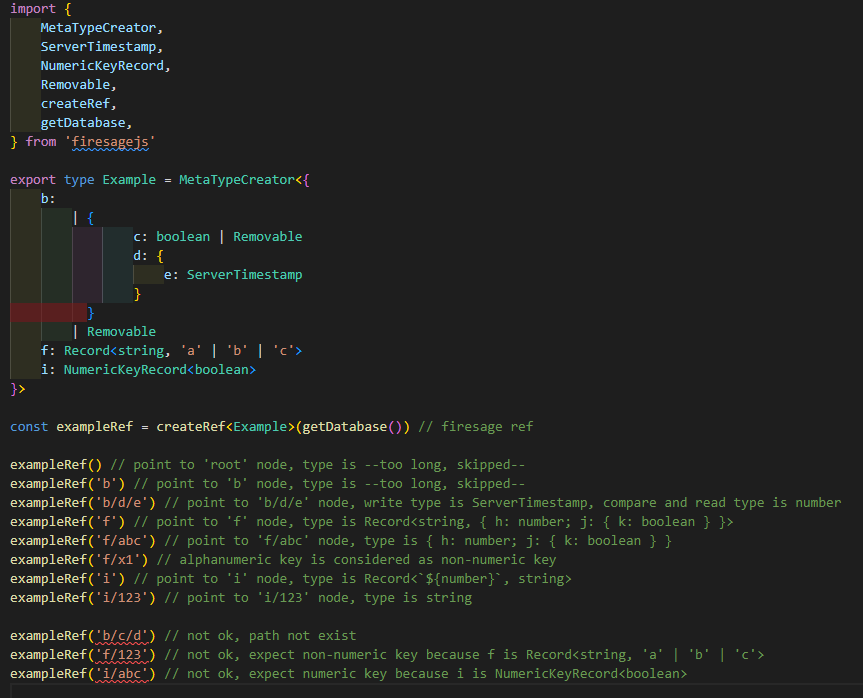 import {
    MetaTypeCreator,
    ServerTimestamp,
    NumericKeyRecord,
    Removable,
    createRef,
    getDatabase,
} from 'firesagejs'

export type Example = MetaTypeCreator<{
    b:
        | {
                c: boolean | Removable
                d: {
                    e: ServerTimestamp
                }
          }
        | Removable
    f: Record<string, 'a' | 'b' | 'c'>
    i: NumericKeyRecord<boolean>
}>

const exampleRef = createRef<Example>(getDatabase()) // firesage ref

exampleRef() // point to 'root' node, type is --too long, skipped--
exampleRef('b') // point to 'b' node, type is --too long, skipped--
exampleRef('b/d/e') // point to 'b/d/e' node, write type is ServerTimestamp, compare and read type is number
exampleRef('f') // point to 'f' node, type is Record<string, { h: number; j: { k: boolean } }>
exampleRef('f/abc') // point to 'f/abc' node, type is { h: number; j: { k: boolean } }
exampleRef('f/x1') // alphanumeric key is considered as non-numeric key
exampleRef('i') // point to 'i' node, type is Record<`${number}`, string>
exampleRef('i/123') // point to 'i/123' node, type is string

exampleRef('b/c/d') // not ok, path not exist
exampleRef('f/123') // not ok, expect non-numeric key because f is Record<string, 'a' | 'b' | 'c'>
exampleRef('i/abc') // not ok, expect numeric key because i is NumericKeyRecord<boolean>